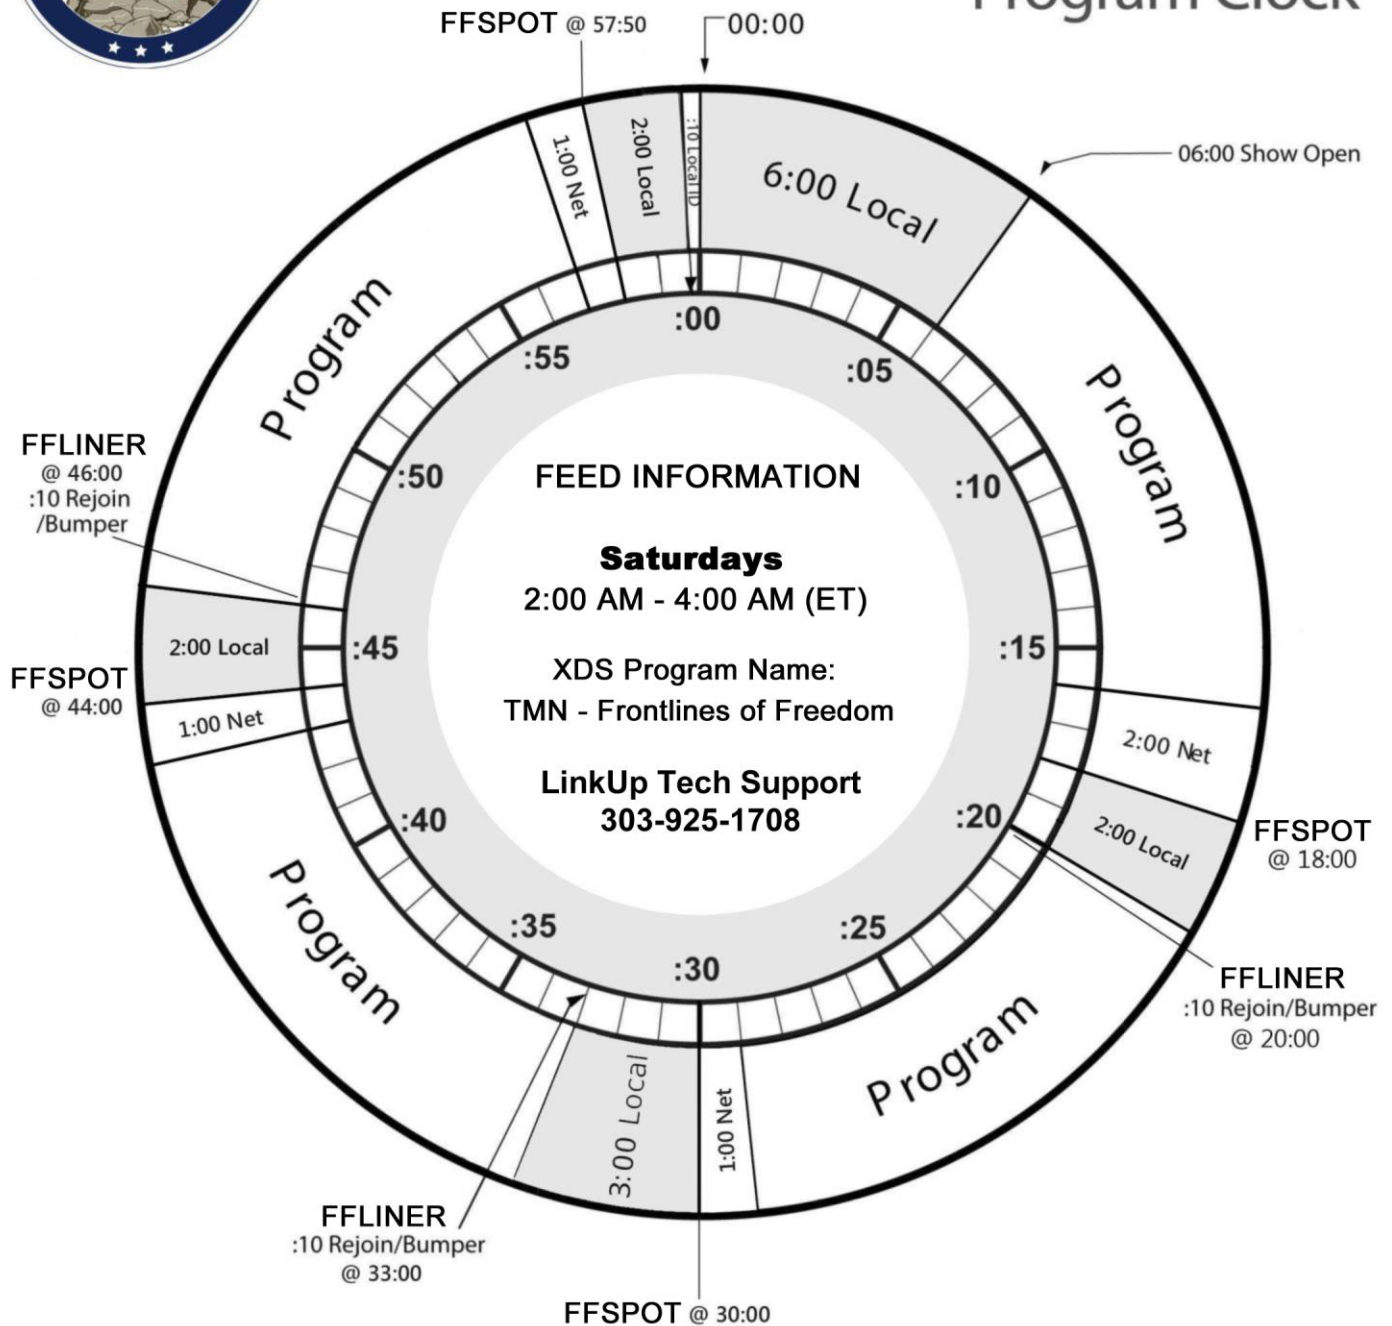 Program Clock
FFSPOT @ 57:50
00:00
06:00 Show Open
1:00 Net
2:00 Local
:10 Local ID
6:00 Local
Program
Program
:00
:05
:10
:15
:20
:25
:30
:35
:40
:45
:50
:55
FEED INFORMATION
Saturdays
2:00 AM - 4:00 AM (ET)
XDS Program Name:
TMN - Frontlines of Freedom
LinkUp Tech Support
303-925-1708
FFLINER
@ 46:00
:10 Rejoin
/Bumper
2:00 Local
FFSPOT
@ 44:00
1:00 Net
2:00 Net
2:00 Local
FFSPOT
@ 18:00
FFLINER
:10 Rejoin/Bumper
@ 20:00
Program
Program
3:00 Local
1:00 Net
FFLINER
:10 Rejoin/Bumper
@ 33:00
FFSPOT @ 30:00